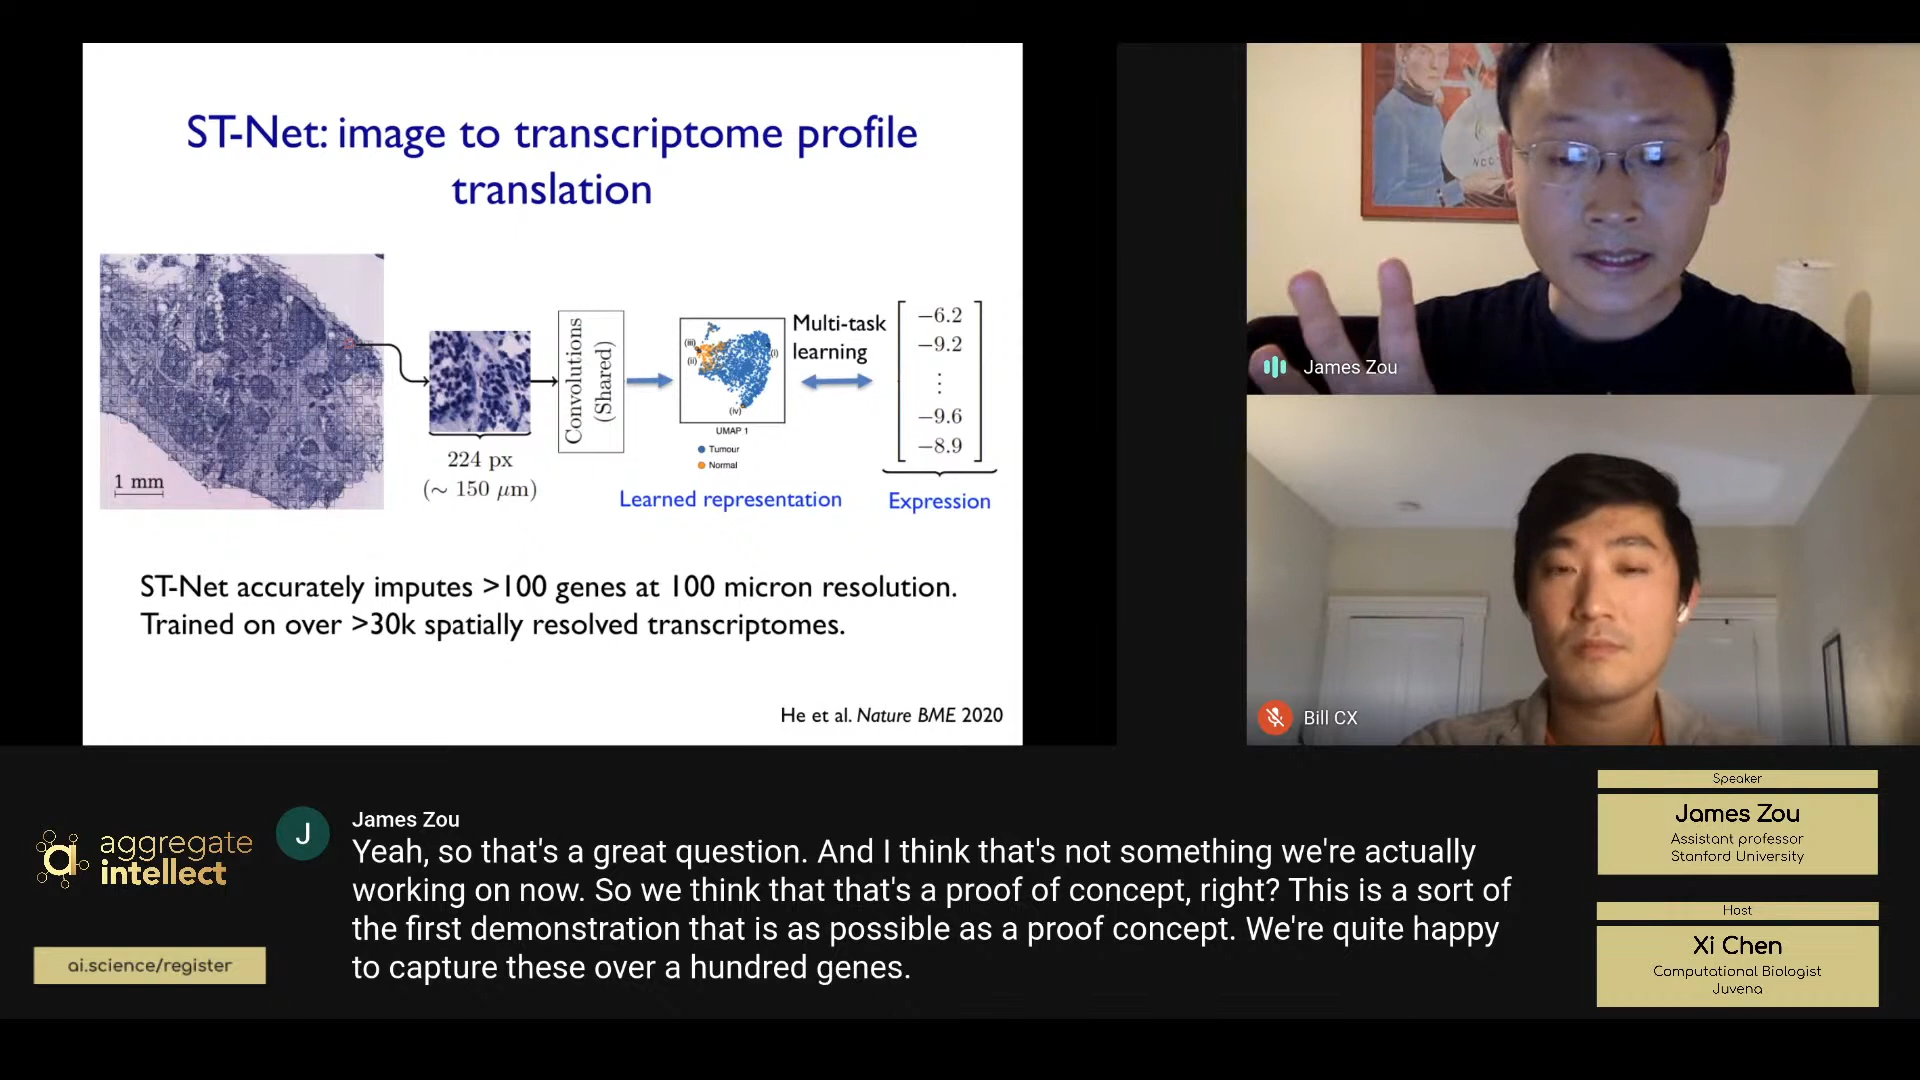 ST-Net: image to transcriptome profile
translation
1 mm
224 px
(~ 150 μm)
Convolutions
(Shared)
(iii)
(ii)
(i)
(iv)
UMAP 1
Tumour
Normal
Multi-task
learning
−6.2
−9.2
⋮
−9.6
−8.9
Learned representation
Expression
ST-Net accurately imputes >100 genes at 100 micron resolution.
Trained on over >30k spatially resolved transcriptomes.
He et al. Nature BME 2020
NCC
James Zou
Bill CX
aggregate
intellect
ai.science/register
J
James Zou
Yeah, so that's a great question. And I think that's not something we're actually
working on now. So we think that that's a proof of concept, right? This is a sort of
the first demonstration that is as possible as a proof concept. We're quite happy
to capture these over a hundred genes.
Speaker
James Zou
Assistant professor
Stanford University
Host
Xi Chen
Computational Biologist
Juvena